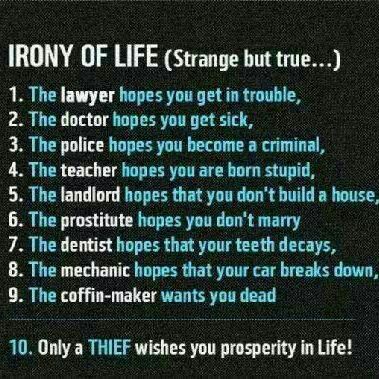 IRONY OF LIFE (Strange but true...)
1. The lawyer hopes you get in trouble,
2. The doctor hopes you get sick,
3. The police hopes you become a criminal,
4. The teacher hopes you are born stupid,
5. The landlord hopes that you don't build a house,
6. The prostitute hopes you don't marry
7. The dentist hopes that your teeth decays,
8. The mechanic hopes that your car breaks down,
9. The coffin-maker wants you dead
10. Only a THIEF wishes you prosperity in Life!